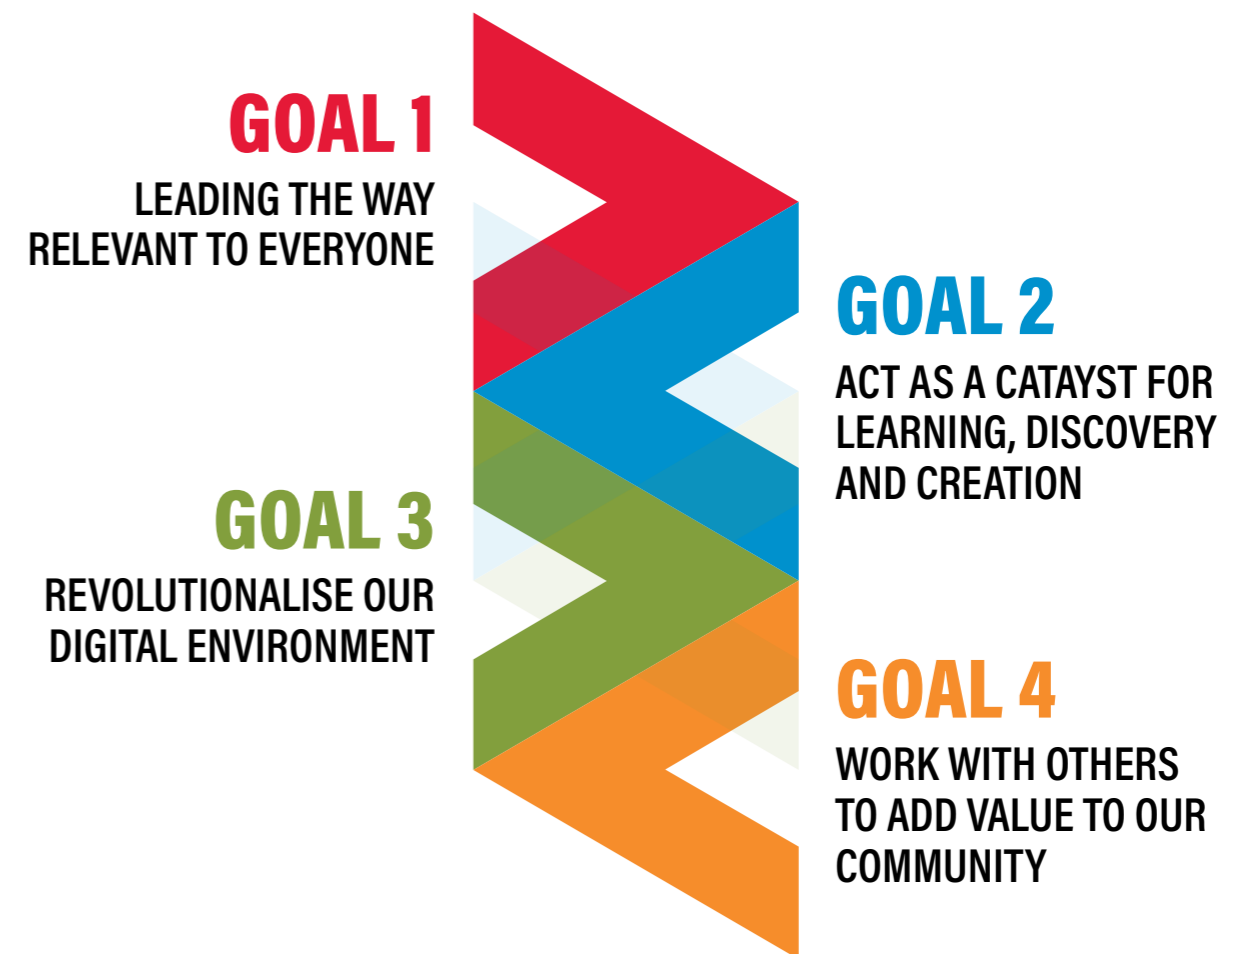 GOAL 1
LEADING THE WAY
RELEVANT TO EVERYONE
GOAL 2
ACT AS A CATAYST FOR
LEARNING, DISCOVERY
AND CREATION
GOAL 3
REVOLUTIONALISE OUR
DIGITAL ENVIRONMENT
GOAL 4
WORK WITH OTHERS
TO ADD VALUE TO OUR
COMMUNITY